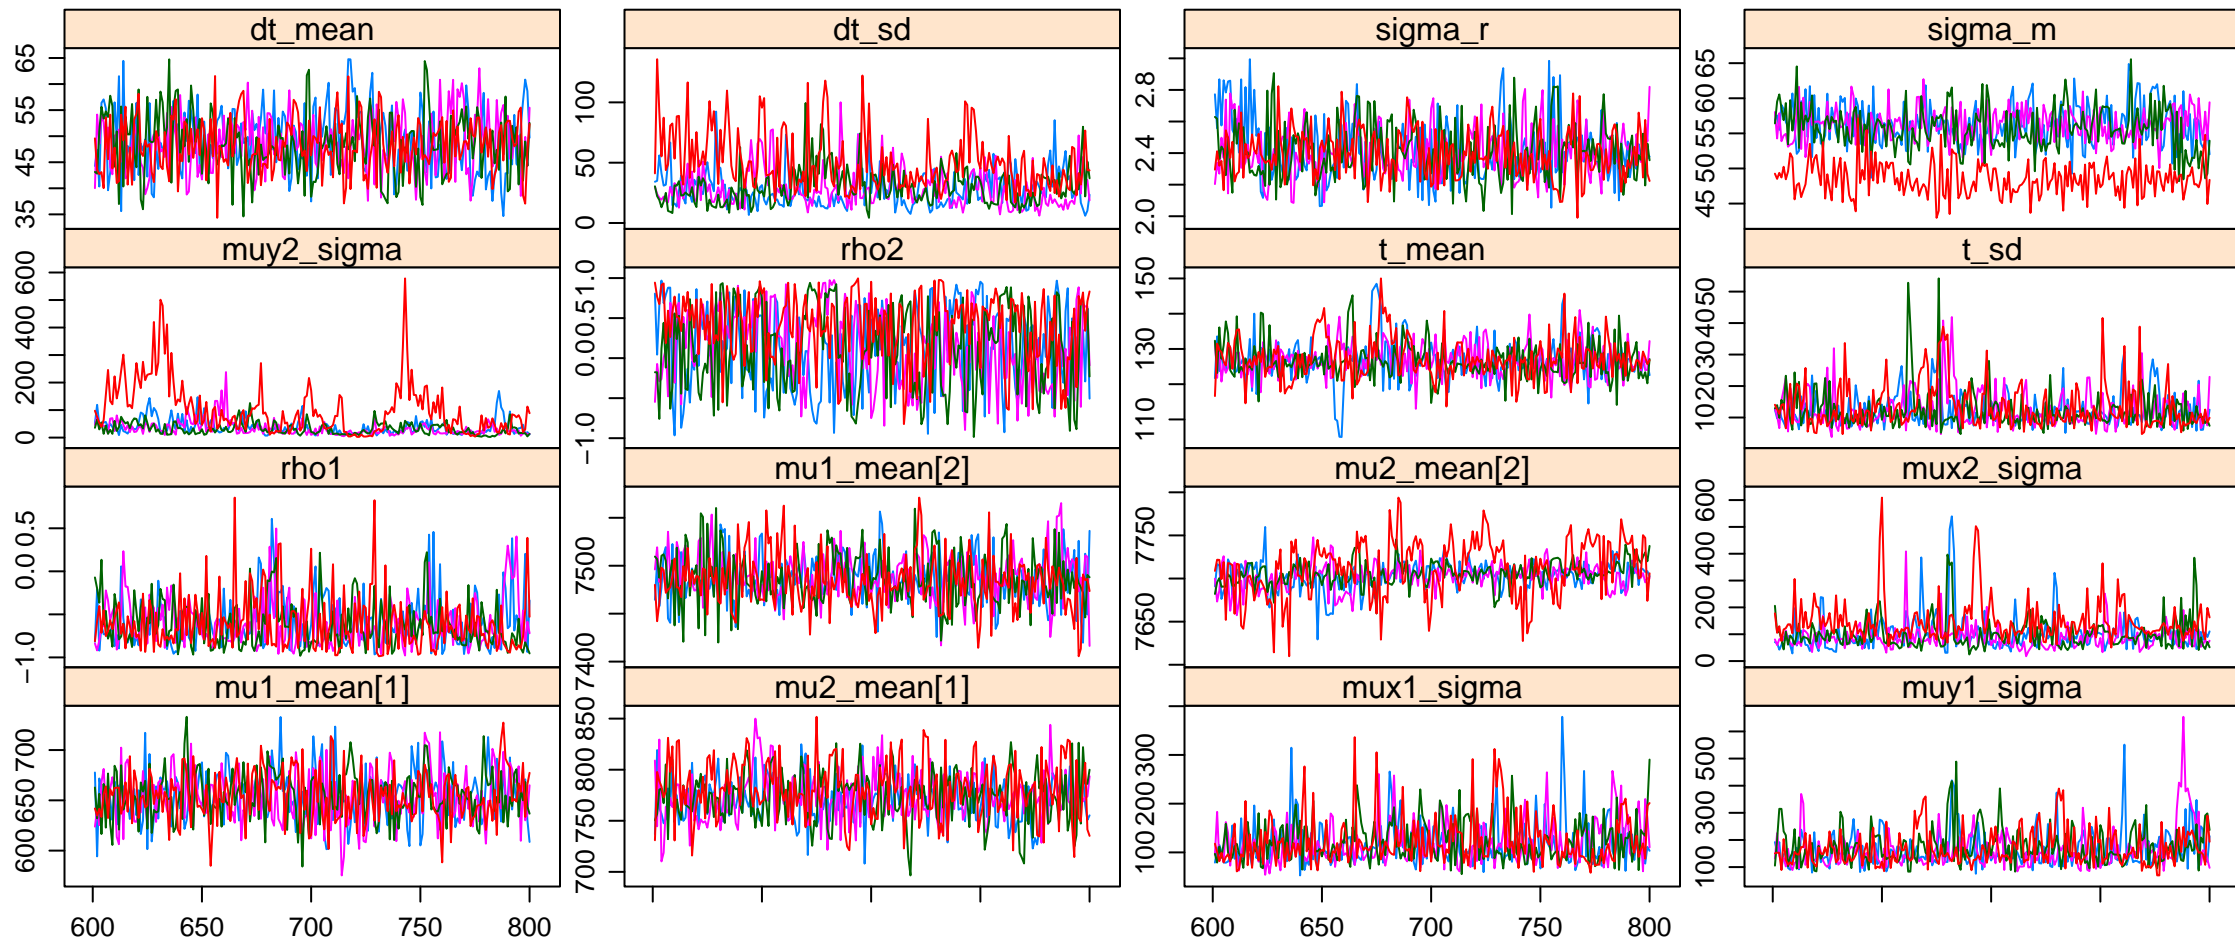 dt_mean dt_sd sigma_r sigma_m
35 45 55 65
0 50 100
2.0 2.4 2.8
45 50 55 60 65
muy2_sigma rho2 t_mean t_sd
0 200 400 600
−1.0 0.0 0.5 1.0
110 130 150
10 20 30 40 50
rho1 mu1_mean[2] mu2_mean[2] mux2_sigma
−1.0 0.0 0.5
7400 7500
7650 7750
0 200 400 600
mu1_mean[1] mu2_mean[1] mux1_sigma muy1_sigma
600 650 700
700 750 800 850
100 200 300
100 300 500
600 650 700 750 800
600 650 700 750 800